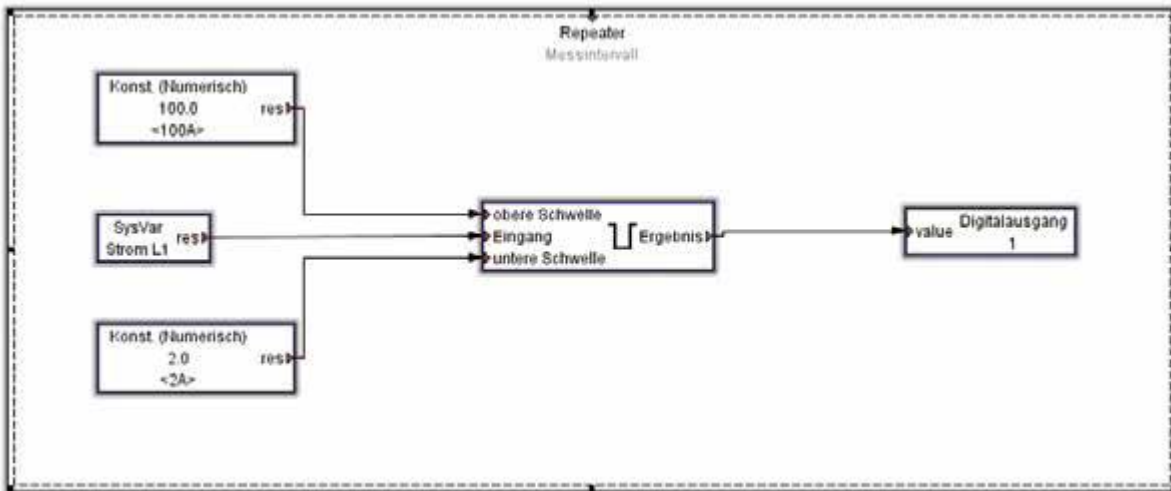 Repeater
Messintervall
Konst. (Numerisch)
100.0
res
<100A>
SysVar
res
Strom L1
Konst. (Numerisch)
2.0
res
<2A>
obere Schwelle
Eingang
Ergebnis
untere Schwelle
Digitalausgang
value
1